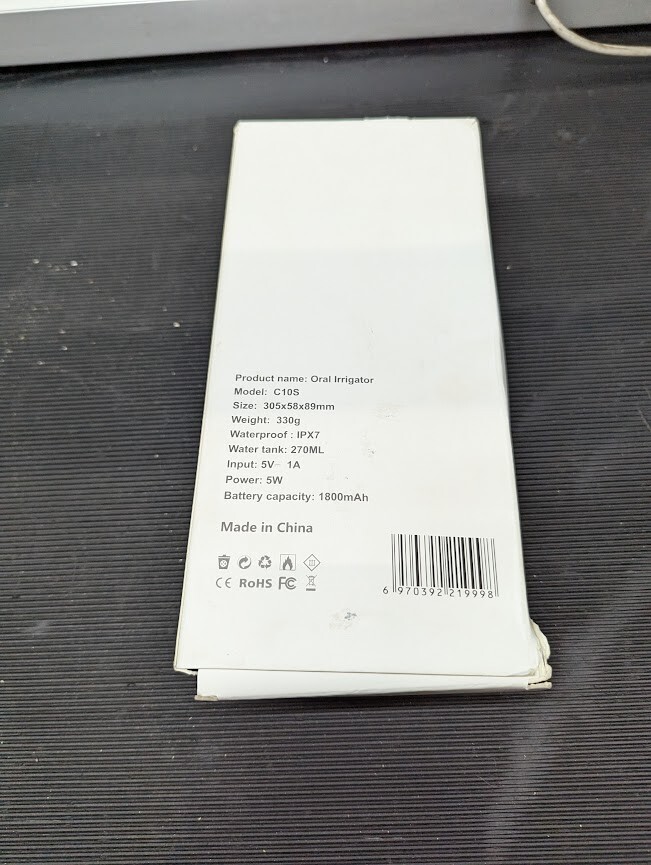 Product name: Oral Irrigator
Model: C10S
Size: 305x58x89mm
Weight: 330g
Waterproof : IPX7
Water tank: 270ML
Input: 5V⎓ 1A
Power: 5W
Battery capacity: 1800mAh
Made in China
CE RoHS FC
6 970392 219998